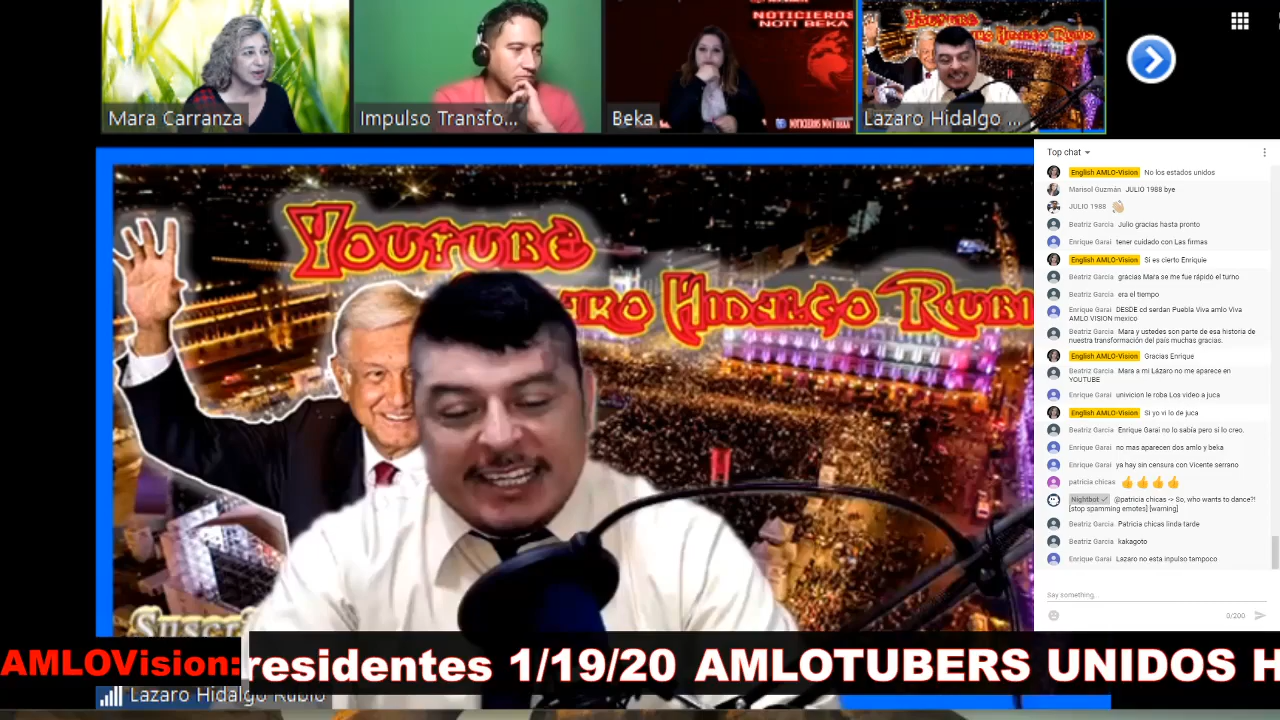 NOTICIEROS
NOTI BEKA
Mara Carranza
Impulso Transfo...
Beka
NOTICIEROS NOTI BEKA
Lazaro Hidalgo ...
YOUTUBE
HIDALGO RUBI
Suscri
Top chat
English AMLO-Vision No los estados unidos
Marisol Guzmán JULIO 1988 bye
JULIO 1988 👏🏼
Beatriz Garcia Julio gracias hasta pronto
Enrique Garai tener cuidado con Las firmas
English AMLO-Vision Si es cierto Enriquie
Beatriz Garcia gracias Mara se me fue rápido el turno
Beatriz Garcia era el tiempo
Enrique Garai DESDE cd serdan Puebla Viva amlo Viva
AMLO VISION mexico
Beatriz Garcia Mara y ustedes son parte de esa historia de
nuestra transformación del país muchas gracias.
English AMLO-Vision Gracias Enrique
Beatriz Garcia Mara a mi Lázaro no me aparece en
YOUTUBE
Enrique Garai univicion le roba Los video a juca
English AMLO-Vision Si yo vi lo de juca
Beatriz Garcia Enrique Garai no lo sabía pero si lo creo.
Enrique Garai no mas aparecen dos amlo y beka
Enrique Garai ya hay sin censura con Vicente serrano
patricia chicas 👍👍👍👍
Nightbot @patricia chicas -> So, who wants to dance?!
[stop spamming emotes] [warning]
Beatriz Garcia Patricia chicas linda tarde
Beatriz Garcia kakagoto
Enrique Garai Lazaro no esta inpulso tampoco
Say something...
0/200
AMLOVision: residentes 1/19/20 AMLOTUBERS UNIDOS H
Lazaro Hidalgo Rubio